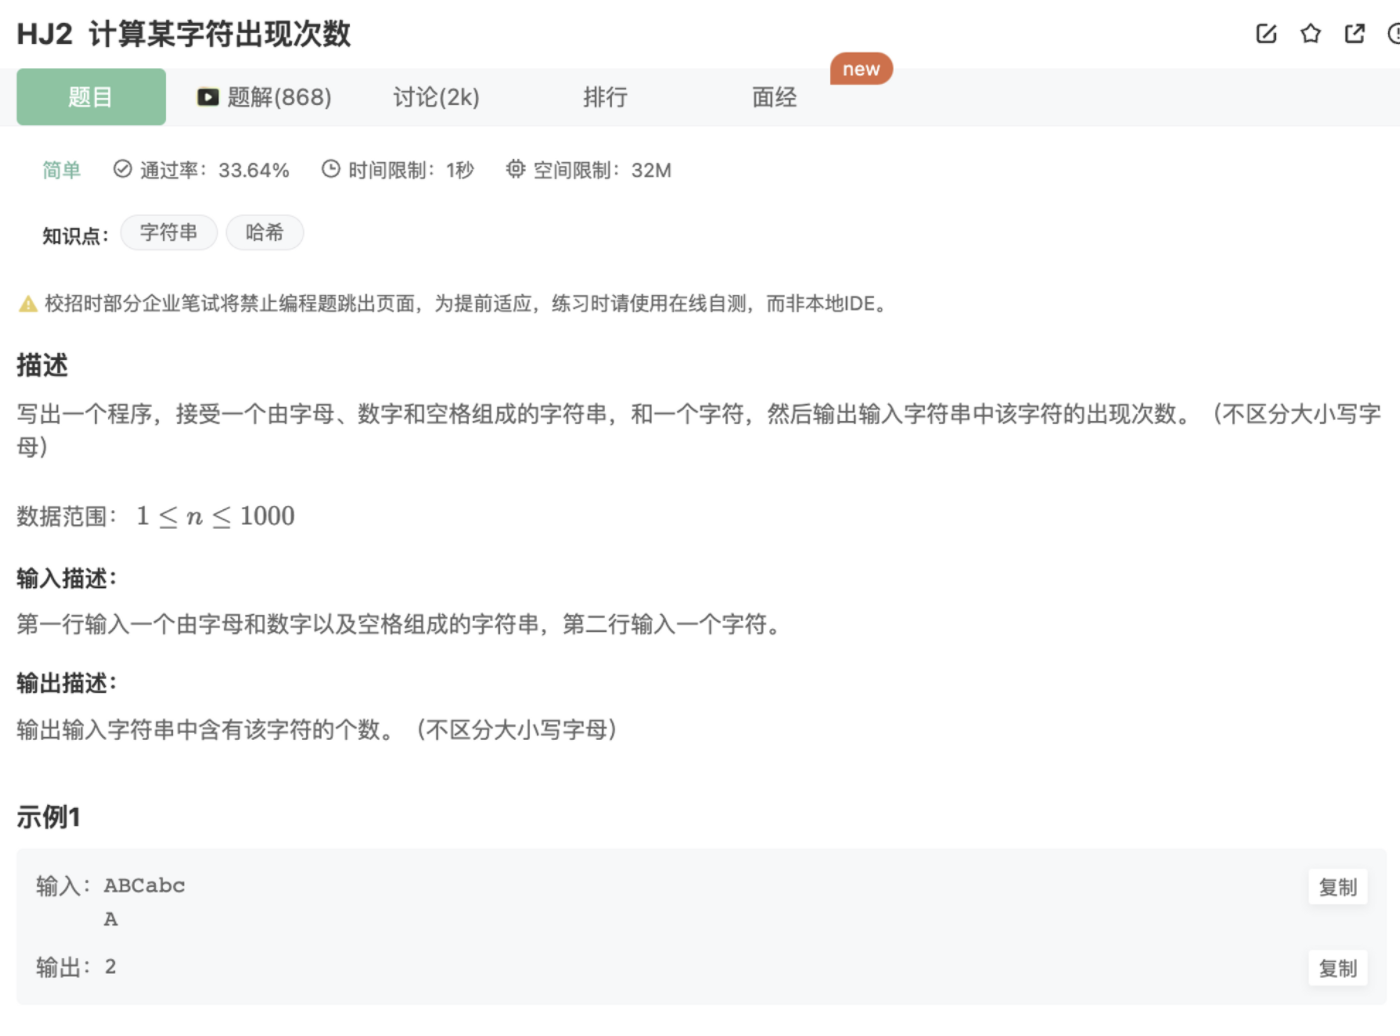 HJ2 计算某字符出现次数
new
题目 题解(868) 讨论(2k) 排行 面经
简单 通过率：33.64% 时间限制：1秒 空间限制：32M
知识点： 字符串 哈希
校招时部分企业笔试将禁止编程题跳出页面，为提前适应，练习时请使用在线自测，而非本地IDE。
描述
写出一个程序，接受一个由字母、数字和空格组成的字符串，和一个字符，然后输出输入字符串中该字符的出现次数。（不区分大小写字
母）
数据范围： 1 ≤ n ≤ 1000
输入描述：
第一行输入一个由字母和数字以及空格组成的字符串，第二行输入一个字符。
输出描述：
输出输入字符串中含有该字符的个数。（不区分大小写字母）
示例1
输入：ABCabc 复制
A
输出：2 复制